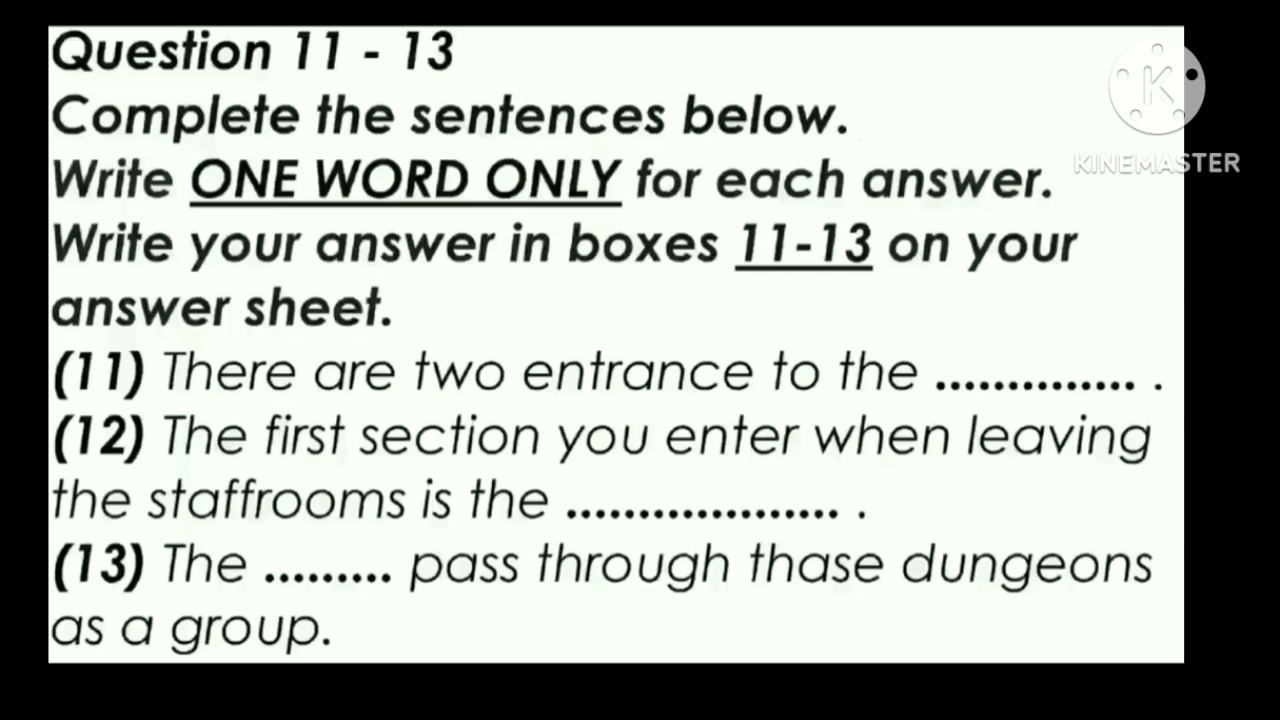 Question 11 - 13
Complete the sentences below.
Write ONE WORD ONLY for each answer.
Write your answer in boxes 11-13 on your
answer sheet.
(11) There are two entrance to the .............. .
(12) The first section you enter when leaving
the staffrooms is the ................... .
(13) The ......... pass through thase dungeons
as a group.
K
KINEMASTER